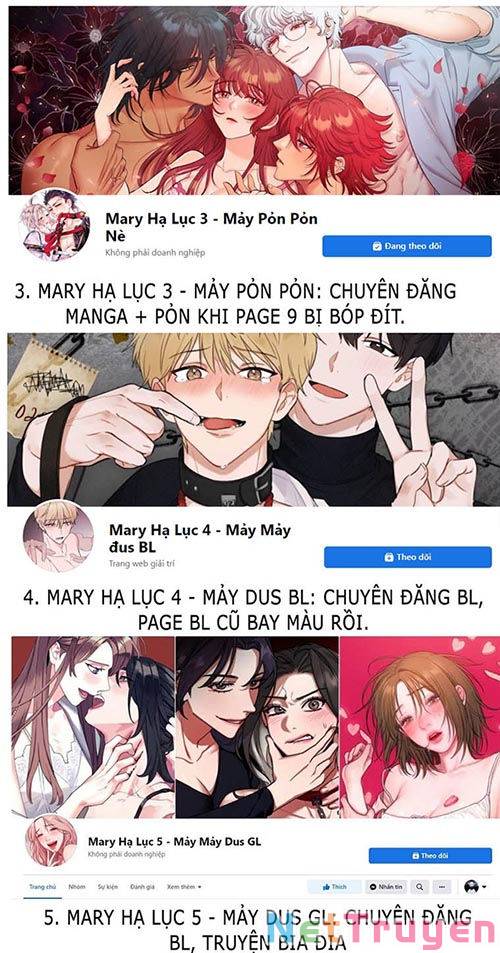 Mary Hạ Lục 3 - Mảy Pỏn Pỏn
Nè
Không phải doanh nghiệp
Đang theo dõi
3. MARY HẠ LỤC 3 - MẢY PỎN PỎN: CHUYÊN ĐĂNG
MANGA + PỎN KHI PAGE 9 BỊ BÓP ĐÍT.
Mary Hạ Lục 4 - Mảy Mảy
đus BL
Trang web giải trí
Theo dõi
4. MARY HẠ LỤC 4 - MẢY DUS BL: CHUYÊN ĐĂNG BL,
PAGE BL CŨ BAY MÀU RỒI.
Mary Hạ Lục 5 - Mảy Mảy Dus GL
Không phải doanh nghiệp
Theo dõi
Trang chủ Nhóm Sự kiện Đánh giá Xem thêm Thích Nhắn tin
5. MARY HẠ LỤC 5 - MẢY DUS GL: CHUYÊN ĐĂNG
BL, TRUYỆN BIA ĐIA
NetTruyen